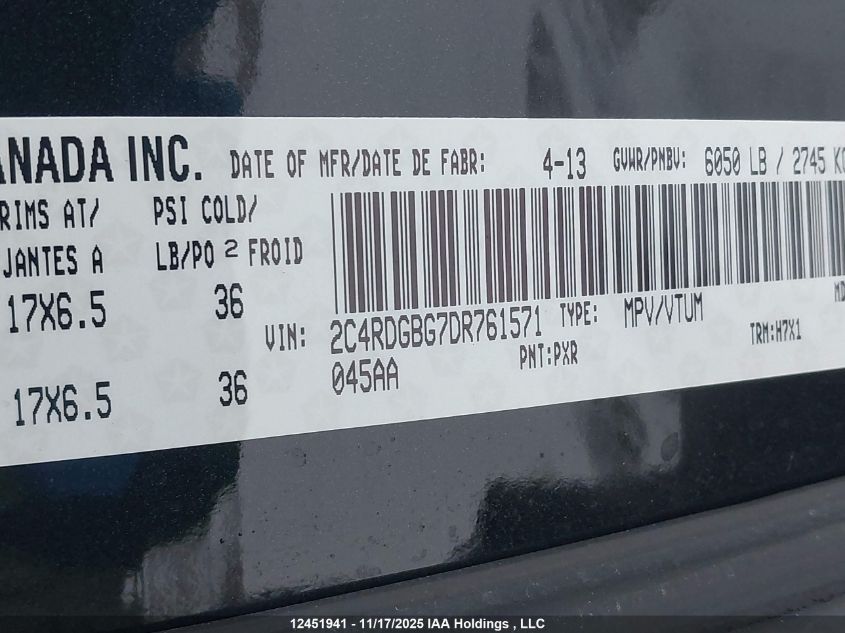 ANADA INC. DATE OF MFR/DATE DE FABR: 4-13 GVWR/PNBV: 6050 LB / 2745 KG
RIMS AT/ PSI COLD/
JANTES A LB/PO 2 FROID
17X6.5 36
VIN: 2C4RDGBG7DR761571 TYPE: MPV/VTUM MD
045AA PNT:PXR TRM:H7X1
17X6.5 36
12451941 - 11/17/2025 IAA Holdings , LLC